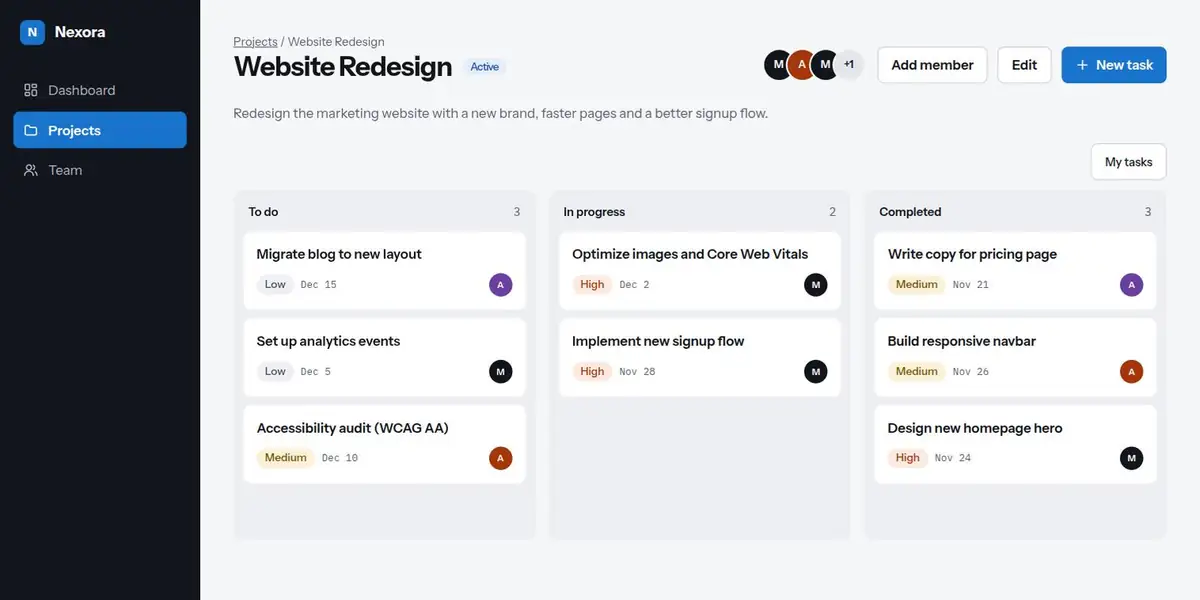 N Nexora
Dashboard
Projects
Team
Projects / Website Redesign
Website Redesign Active
M A M +1 Add member Edit + New task
Redesign the marketing website with a new brand, faster pages and a better signup flow.
My tasks
To do 3
Migrate blog to new layout
Low Dec 15 A
Set up analytics events
Low Dec 5 M
Accessibility audit (WCAG AA)
Medium Dec 10 A
In progress 2
Optimize images and Core Web Vitals
High Dec 2 M
Implement new signup flow
High Nov 28 M
Completed 3
Write copy for pricing page
Medium Nov 21 A
Build responsive navbar
Medium Nov 26 A
Design new homepage hero
High Nov 24 M